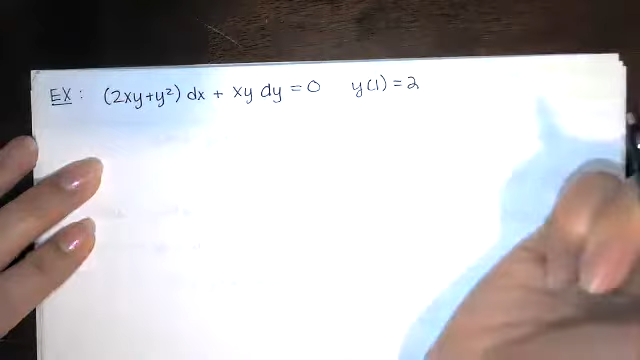 EX: (2xy+y²) dx + xy dy = 0 y(1) = 2